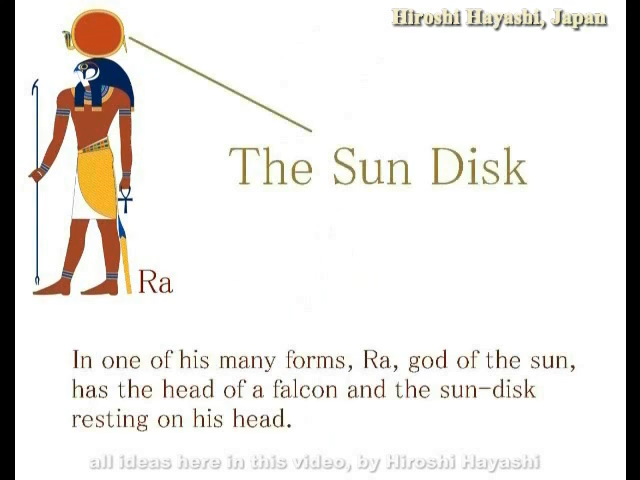 Hiroshi Hayashi, Japan
The Sun Disk
Ra
In one of his many forms, Ra, god of the sun,
has the head of a falcon and the sun-disk
resting on his head.
all ideas here in this video, by Hiroshi Hayashi